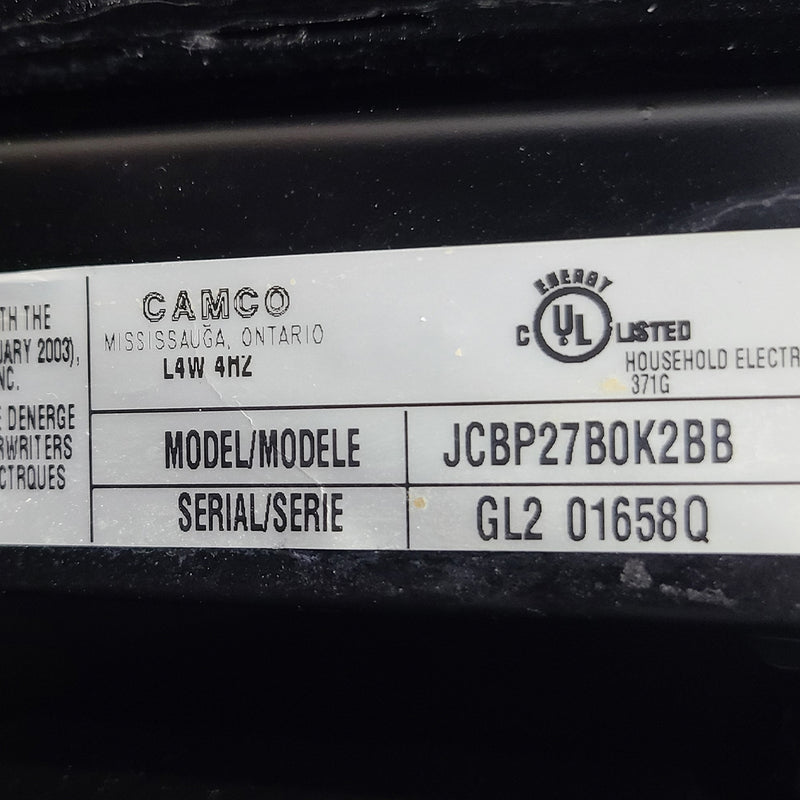 TH THE
UARY 2003),
NC.
E DENERGE
RWRITERS
CTRQUES
CAMCO
MISSISSAUĞA, ONTARIO
L4W 4HZ
ENERGY
C UL LISTED
HOUSEHOLD ELECTR
371G
MODEL/MODELE JCBP27B0K2BB
SERIAL/SERIE GL2 01658Q